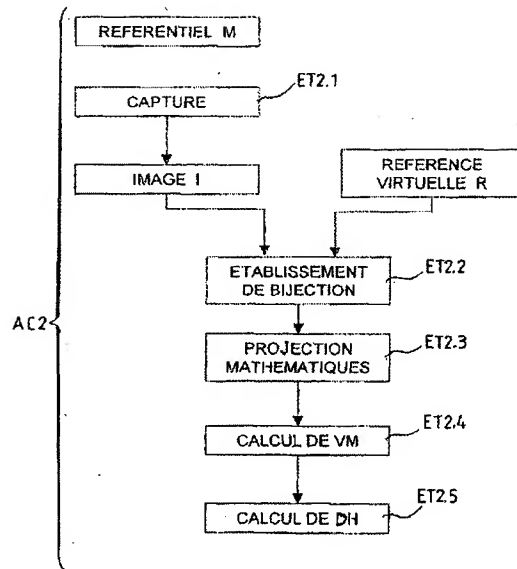 REFERENTIEL M
ET2.1
CAPTURE
IMAGE I
REFERENCE
VIRTUELLE R
ETABLISSEMENT
DE BIJECTION
ET2.2
AC2
PROJECTION
MATHEMATIQUES
ET2.3
CALCUL DE VM
ET2.4
CALCUL DE DH
ET2.5